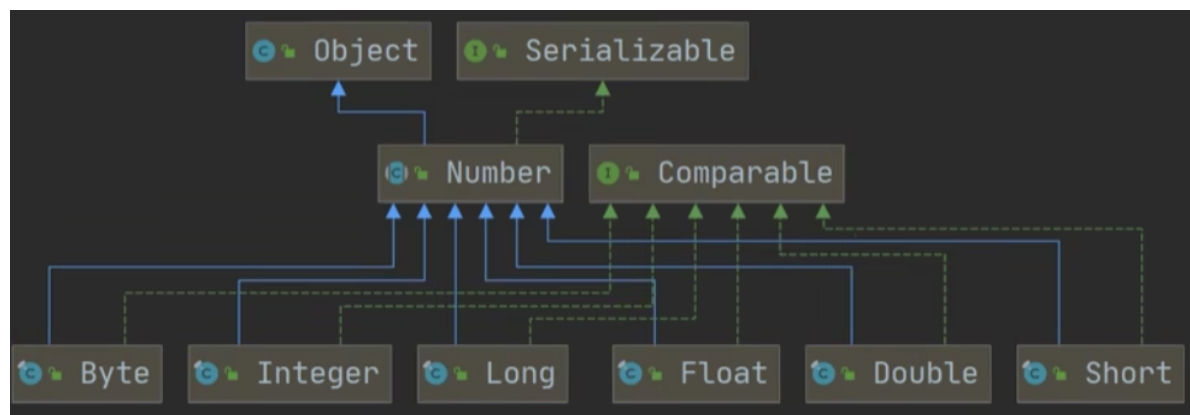 Object Serializable
Number Comparable
Byte Integer Long Float Double Short